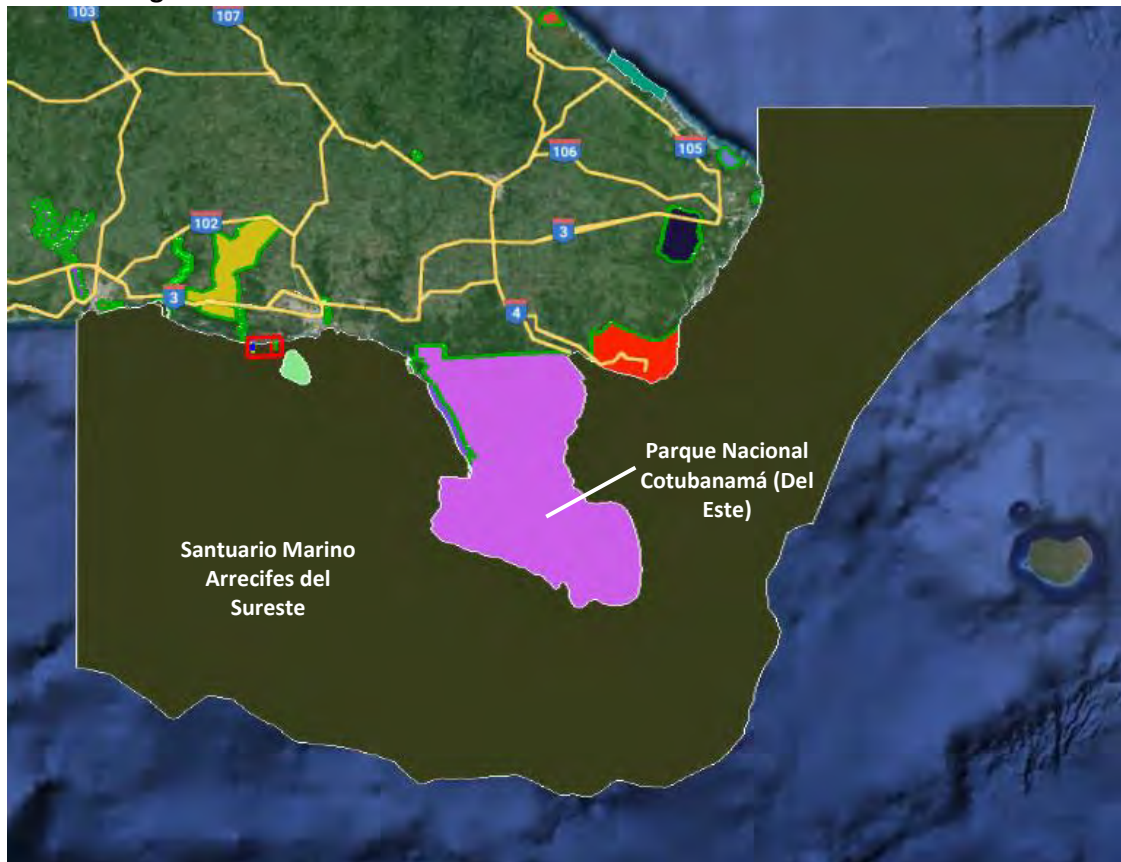 103
107
105
106
102
3
3
4
Parque Nacional
Cotubanamá (Del
Este)
Santuario Marino
Arrecifes del
Sureste